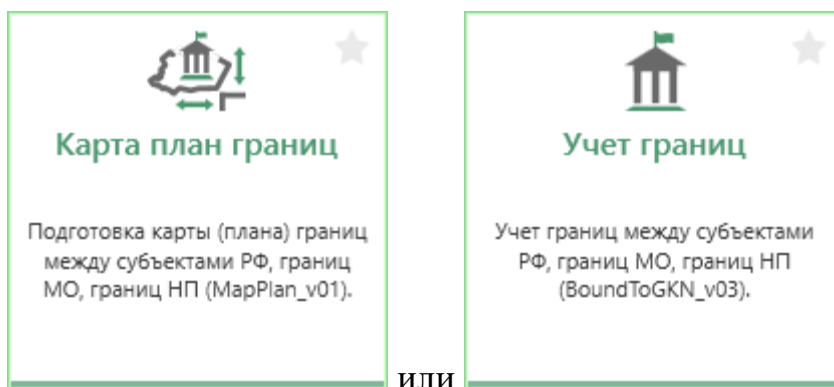 Карта план границ
Подготовка карты (плана) границ
между субъектами РФ, границ
МО, границ НП (MapPlan_v01).
или
Учет границ
Учет границ между субъектами
РФ, границ МО, границ НП
(BoundToGKN_v03).